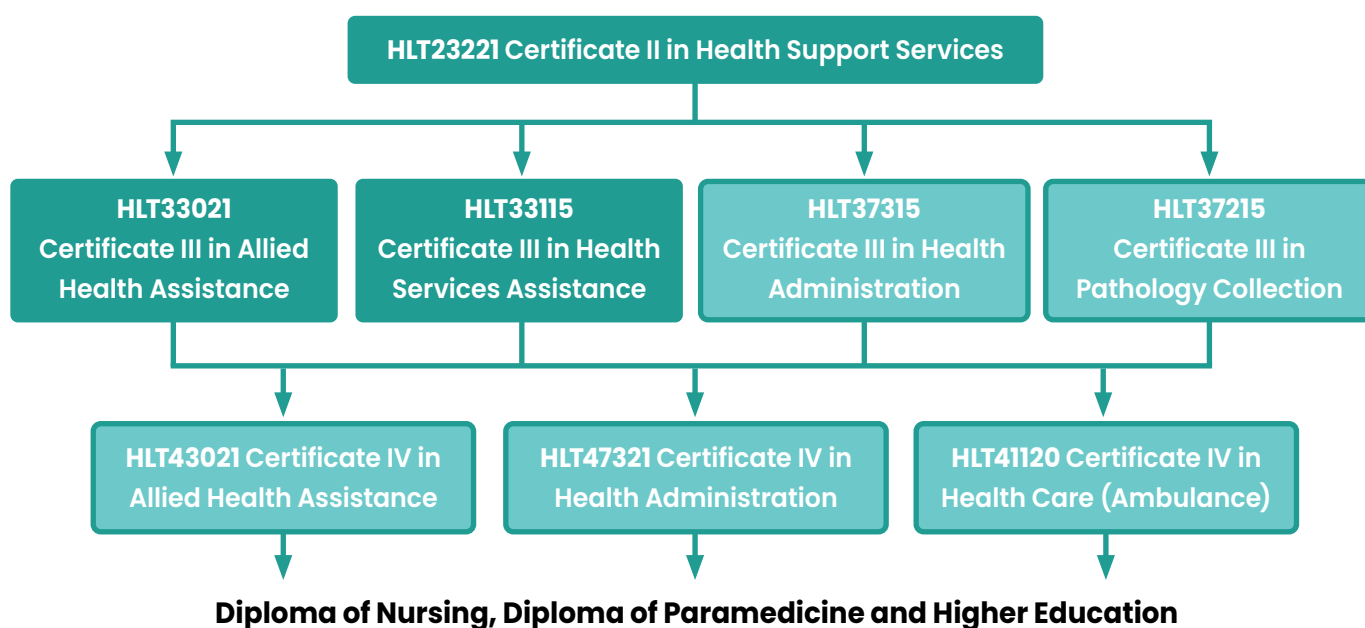 HLT23221 Certificate II in Health Support Services
HLT33021
Certificate III in Allied
Health Assistance
HLT33115
Certificate III in Health
Services Assistance
HLT37315
Certificate III in Health
Administration
HLT37215
Certificate III in
Pathology Collection
HLT43021 Certificate IV in
Allied Health Assistance
HLT47321 Certificate IV in
Health Administration
HLT41120 Certificate IV in
Health Care (Ambulance)
Diploma of Nursing, Diploma of Paramedicine and Higher Education